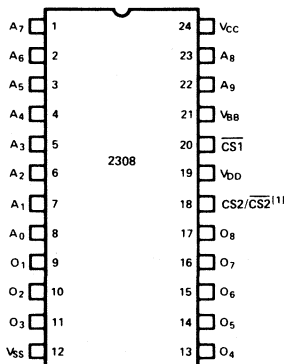 A7 1 24 VCC
A6 2 23 A8
A5 3 22 A9
A4 4 21 VBB
A3 5 20 C̅S̅1̅
2308
A2 6 19 VDD
A1 7 18 CS2/C̅S̅2̅[1]
A0 8 17 O8
O1 9 16 O7
O2 10 15 O6
O3 11 14 O5
VSS 12 13 O4